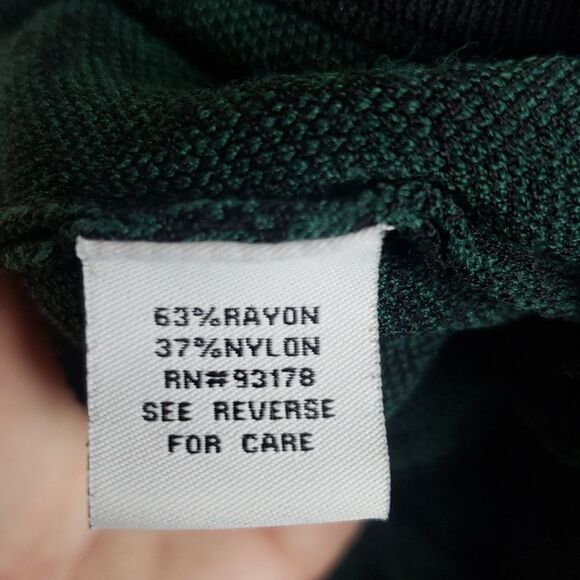 63%RAYON
37%NYLON
RN#93178
SEE REVERSE
FOR CARE